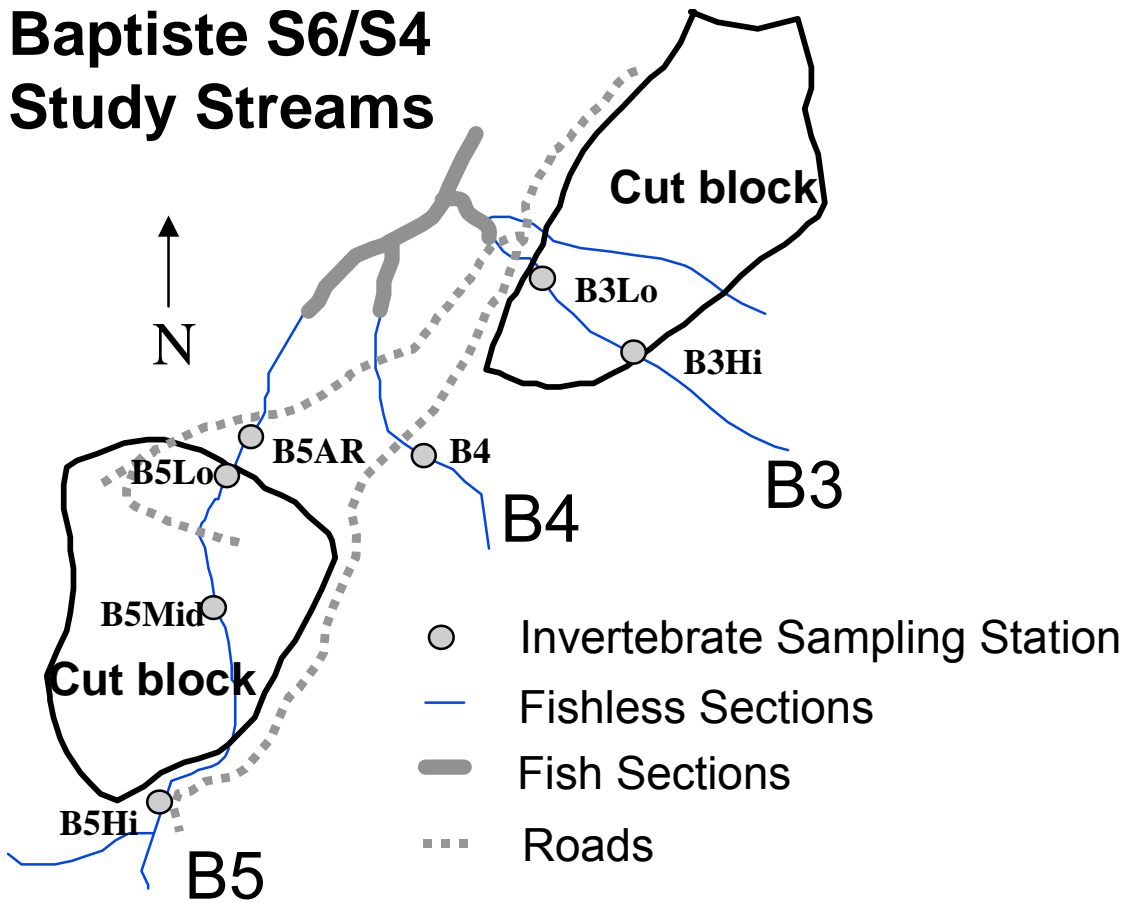 Baptiste S6/S4
Study Streams
Cut block
N
B3Lo
B3Hi
B5AR
B4
B5Lo
B3
B4
B5Mid
Invertebrate Sampling Station
Cut block
Fishless Sections
Fish Sections
B5Hi
Roads
B5